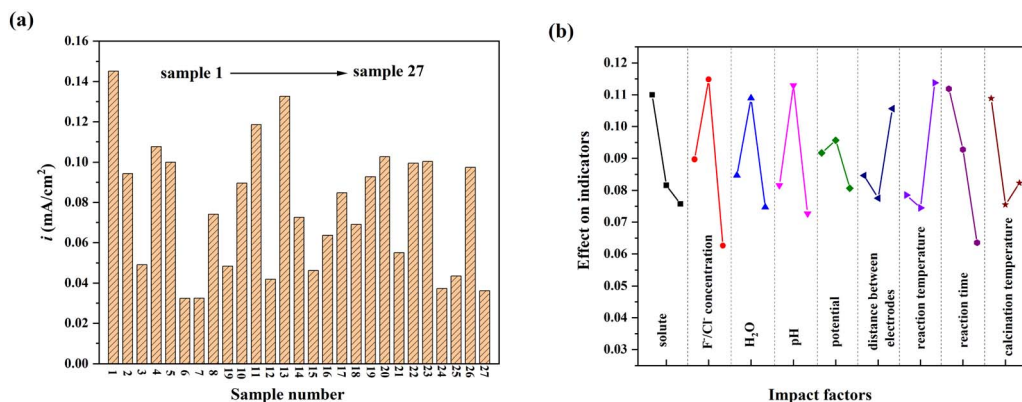 (a)
0.16
0.14
0.12
0.10
0.08
0.06
0.04
0.02
0.00
i (mA/cm²)
sample 1 sample 27
1 2 3 4 5 6 7 8 19 10 11 12 13 14 15 16 17 18 19 20 21 22 23 24 25 26 27
Sample number
(b)
0.12
0.11
0.10
0.09
0.08
0.07
0.06
0.05
0.04
0.03
Effect on indicators
solute
F⁻/Cl⁻ concentration
H₂O
pH
potential
distance between
electrodes
reaction temperature
reaction time
calcination temperature
Impact factors